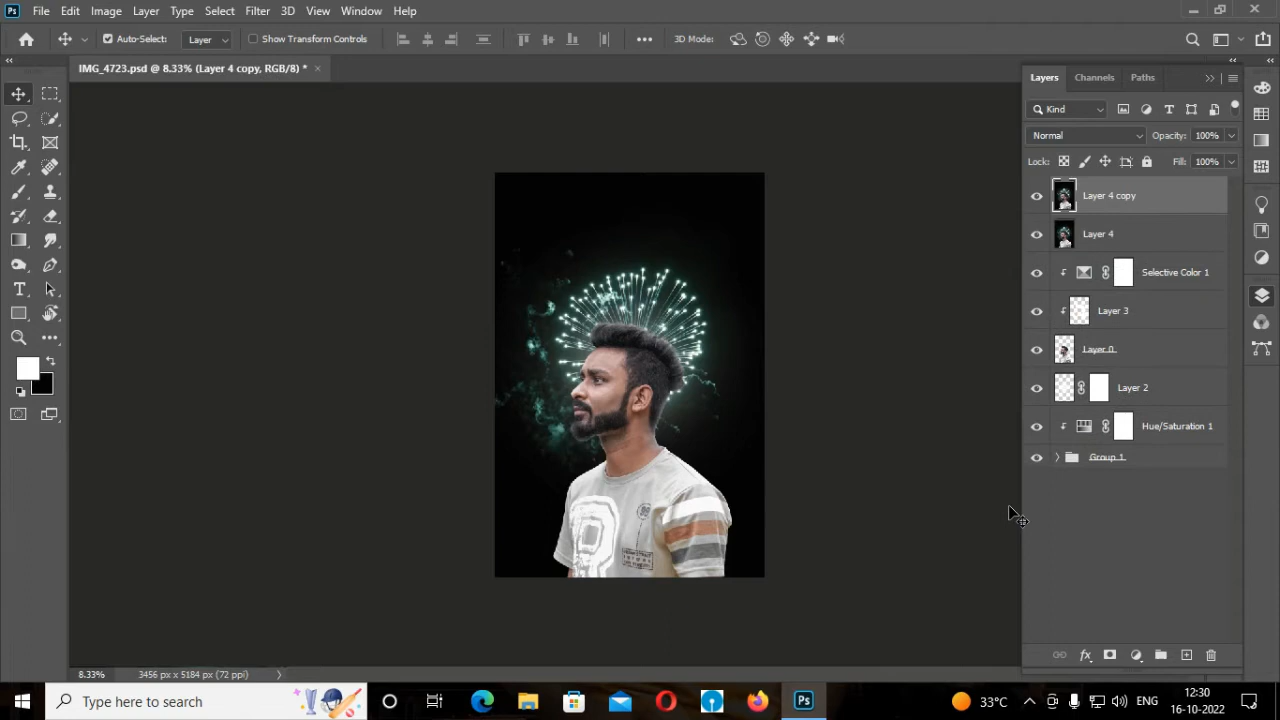 Ps File Edit Image Layer Type Select Filter 3D View Window Help
Auto-Select: Layer Show Transform Controls 3D Mode:
IMG_4723.psd @ 8.33% (Layer 4 copy, RGB/8) *
Layers Channels Paths
Kind
Normal Opacity: 100%
Lock: Fill: 100%
Layer 4 copy
Layer 4
Selective Color 1
Layer 3
Layer 0
Layer 2
Hue/Saturation 1
Group 1
8.33% 3456 px x 5184 px (72 ppi)
Type here to search
Ps
33°C
ENG
12:30
16-10-2022